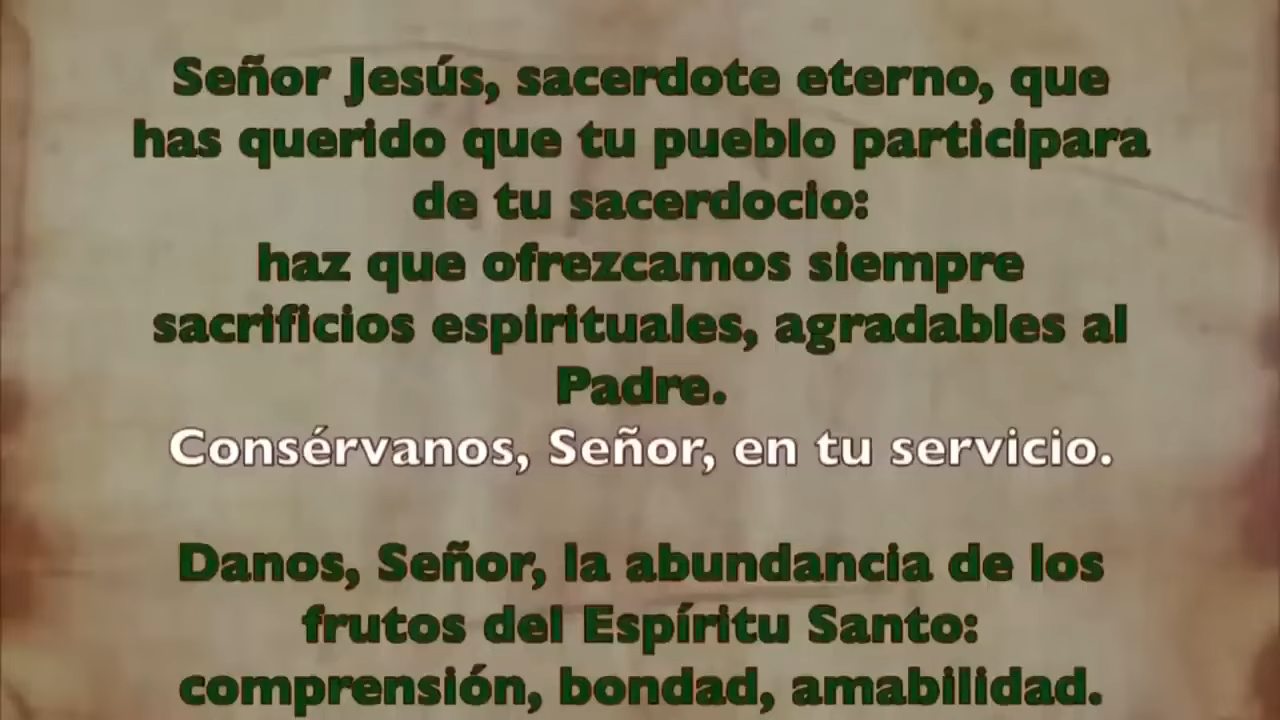 Señor Jesús, sacerdote eterno, que
has querido que tu pueblo participara
de tu sacerdocio:
haz que ofrezcamos siempre
sacrificios espirituales, agradables al
Padre.
Consérvanos, Señor, en tu servicio.
Danos, Señor, la abundancia de los
frutos del Espíritu Santo:
comprensión, bondad, amabilidad.